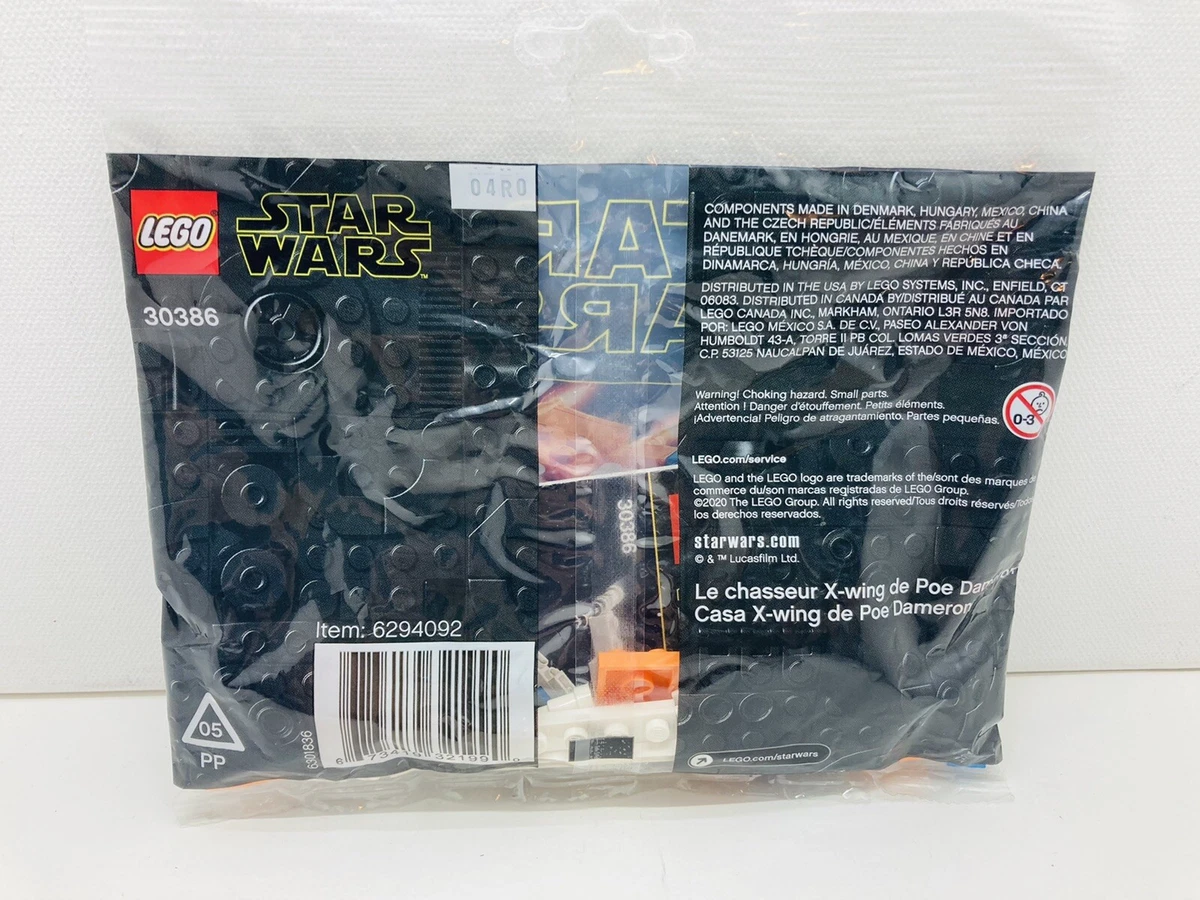 04R0
LEGO
STAR
WARS™
30386
Item: 6294092
05
PP
6301836
6 73419 32199 0
30386
COMPONENTS MADE IN DENMARK, HUNGARY, MEXICO, CHINA
AND THE CZECH REPUBLIC/ÉLÉMENTS FABRIQUÉS AU
DANEMARK, EN HONGRIE, AU MEXIQUE, EN CHINE ET EN
RÉPUBLIQUE TCHÈQUE/COMPONENTES HECHOS EN
DINAMARCA, HUNGRÍA, MÉXICO, CHINA Y REPÚBLICA CHECA.
DISTRIBUTED IN THE USA BY LEGO SYSTEMS, INC., ENFIELD, CT
06083. DISTRIBUTED IN CANADA BY/DISTRIBUÉ AU CANADA PAR
LEGO CANADA INC., MARKHAM, ONTARIO L3R 5N8. IMPORTADO
POR: LEGO MÉXICO S.A. DE C.V., PASEO ALEXANDER VON
HUMBOLDT 43-A, TORRE II PB COL. LOMAS VERDES 3ª SECCIÓN
C.P. 53125 NAUCALPAN DE JUÁREZ, ESTADO DE MÉXICO, MÉXICO
Warning! Choking hazard. Small parts.
Attention ! Danger d'étouffement. Petits éléments.
¡Advertencia! Peligro de atragantamiento. Partes pequeñas.
0-3
LEGO.com/service
LEGO and the LEGO logo are trademarks of the/sont des marques de
commerce du/son marcas registradas de LEGO Group.
©2020 The LEGO Group. All rights reserved/Tous droits réservés/Todos
los derechos reservados.
starwars.com
© & ™ Lucasfilm Ltd.
Le chasseur X-wing de Poe Dameron
Casa X-wing de Poe Dameron
LEGO.com/starwars